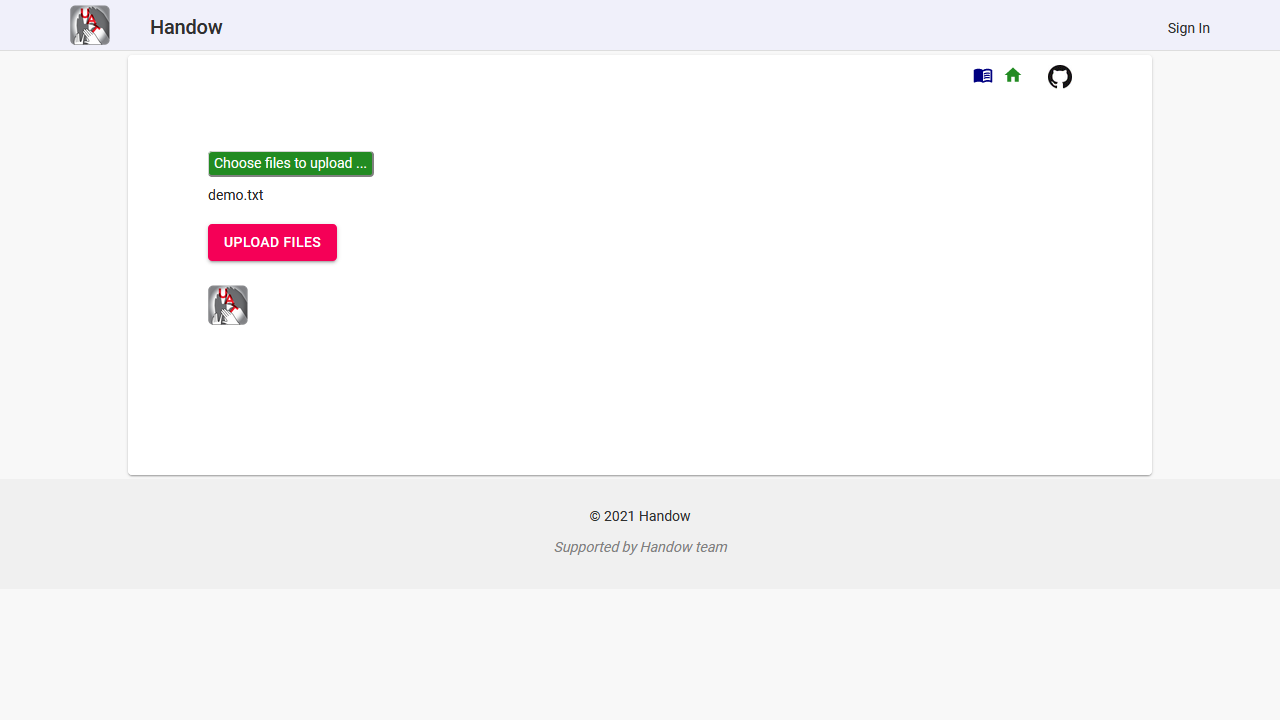 Handow
Sign In
Choose files to upload ...
demo.txt
UPLOAD FILES
© 2021 Handow
Supported by Handow team